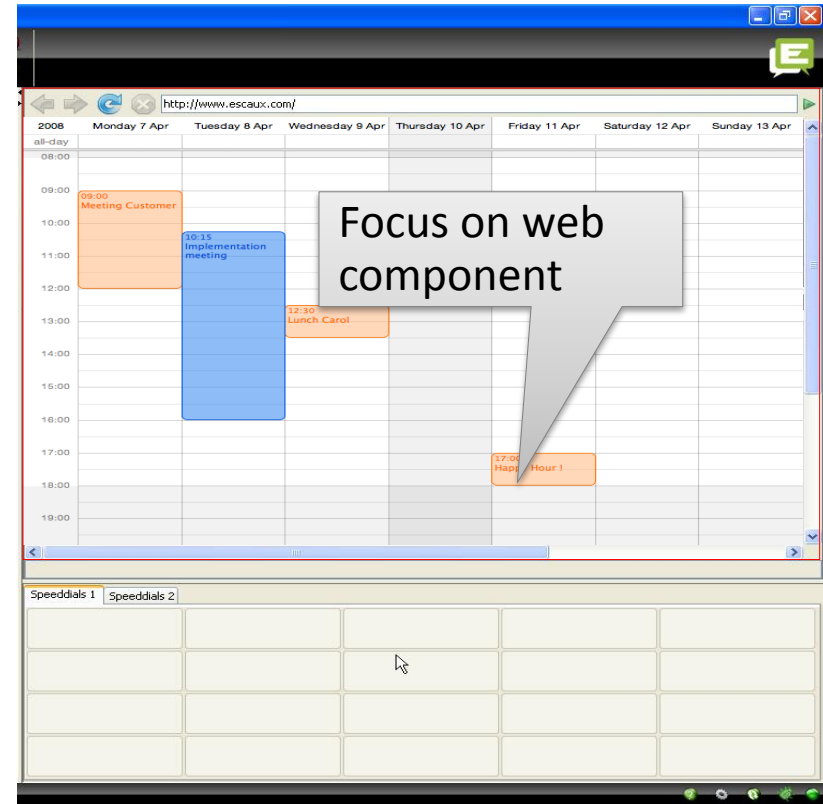 http://www.escaux.com/
2008 Monday 7 Apr Tuesday 8 Apr Wednesday 9 Apr Thursday 10 Apr Friday 11 Apr Saturday 12 Apr Sunday 13 Apr
all-day
08:00
09:00
09:00
Meeting Customer
10:00
10:15
Implementation
meeting
Focus on web
component
11:00
12:00
12:30
Lunch Carol
13:00
14:00
15:00
16:00
17:00
17:00
Happy Hour !
18:00
19:00
Speeddials 1 Speeddials 2